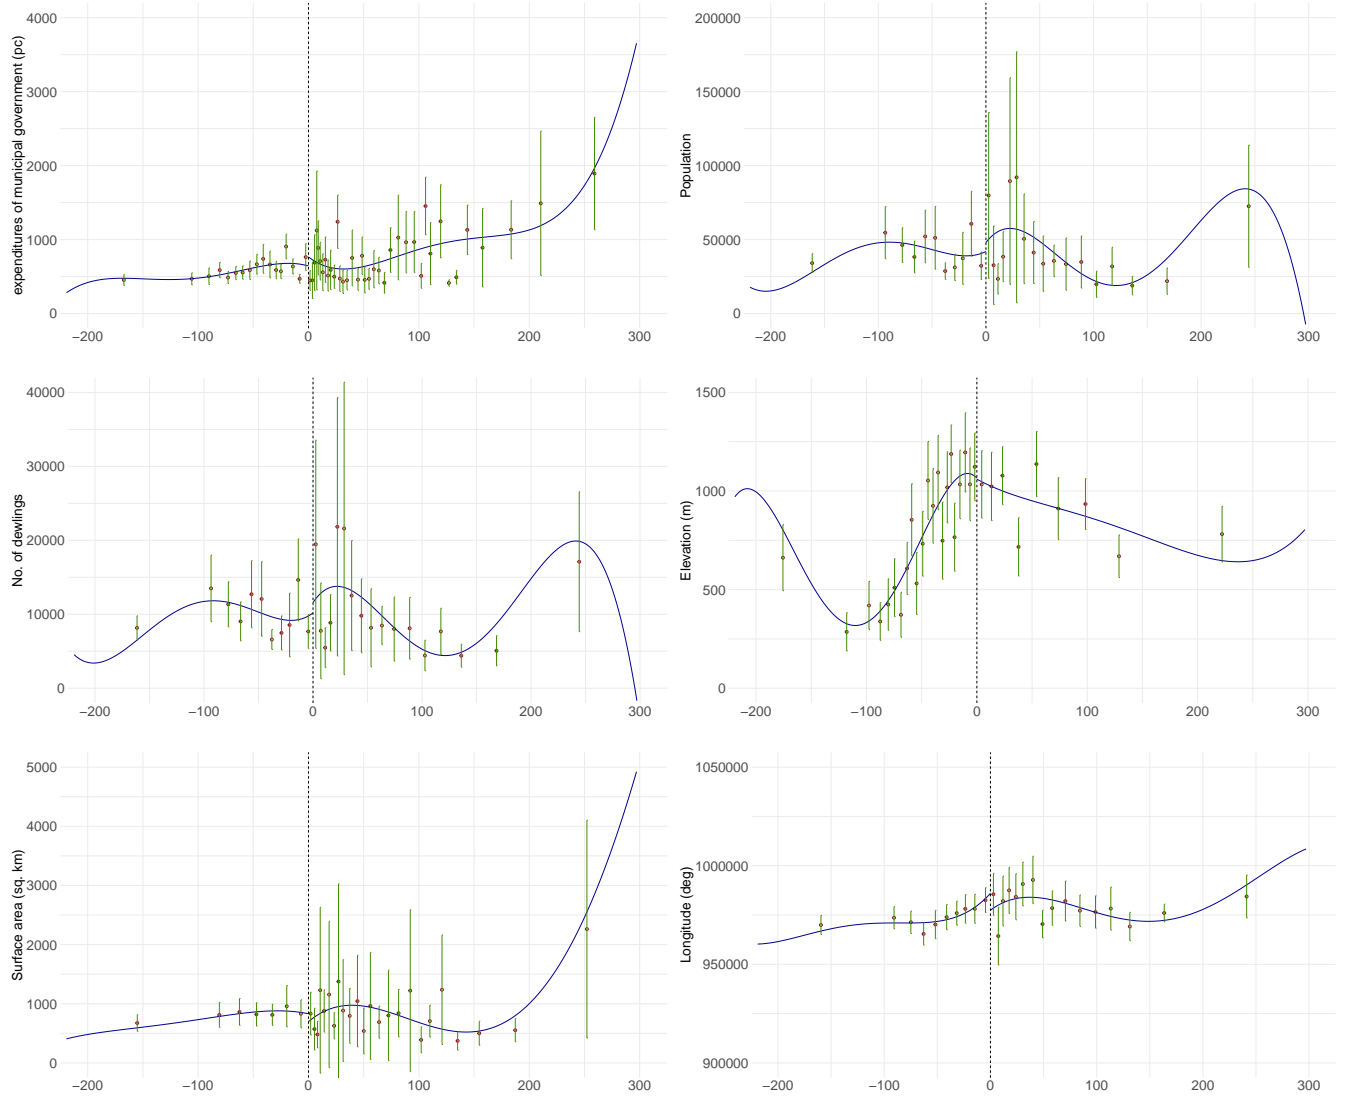 expenditures of municipal government (pc)
4000
3000
2000
1000
0
−200 −100 0 100 200 300
Population
200000
150000
100000
50000
0
−200 −100 0 100 200 300
No. of dewlings
40000
30000
20000
10000
0
−200 −100 0 100 200 300
Elevation (m)
1500
1000
500
0
−200 −100 0 100 200 300
Surface area (sq. km)
5000
4000
3000
2000
1000
0
−200 −100 0 100 200 300
Longitude (deg)
1050000
1000000
950000
900000
−200 −100 0 100 200 300